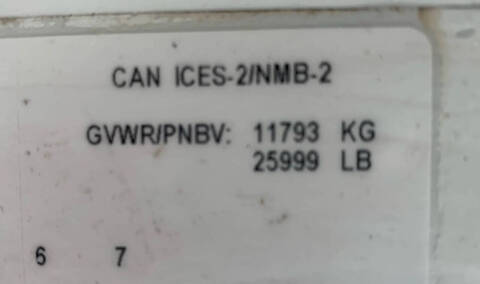 CAN ICES-2/NMB-2
GVWR/PNBV: 11793 KG
25999 LB
6 7